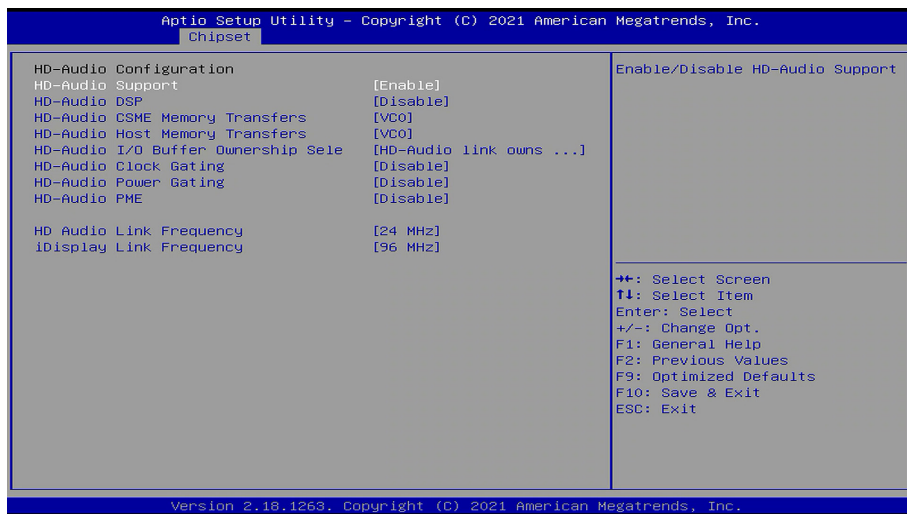 Aptio Setup Utility – Copyright (C) 2021 American Megatrends, Inc.
Chipset
HD-Audio Configuration
HD-Audio Support [Enable]
HD-Audio DSP [Disable]
HD-Audio CSME Memory Transfers [VC0]
HD-Audio Host Memory Transfers [VC0]
HD-Audio I/O Buffer Ownership Sele [HD-Audio link owns ...]
HD-Audio Clock Gating [Disable]
HD-Audio Power Gating [Disable]
HD-Audio PME [Disable]
HD Audio Link Frequency [24 MHz]
iDisplay Link Frequency [96 MHz]
Enable/Disable HD-Audio Support
→←: Select Screen
↑↓: Select Item
Enter: Select
+/-: Change Opt.
F1: General Help
F2: Previous Values
F9: Optimized Defaults
F10: Save & Exit
ESC: Exit
Version 2.18.1263. Copyright (C) 2021 American Megatrends, Inc.